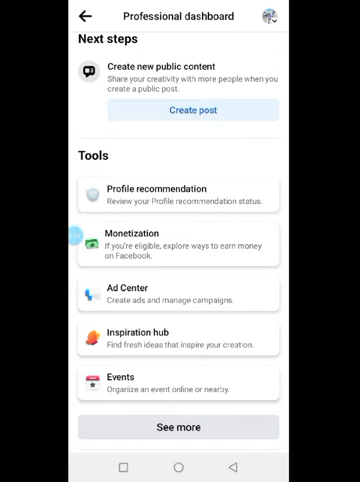 Professional dashboard
Next steps
Create new public content
Share your creativity with more people when you
create a public post.
Create post
Tools
Profile recommendation
Review your Profile recommendation status.
Monetization
If you're eligible, explore ways to earn money
on Facebook.
Ad Center
Create ads and manage campaigns.
Inspiration hub
Find fresh ideas that inspire your creation.
Events
Organize an event online or nearby.
See more